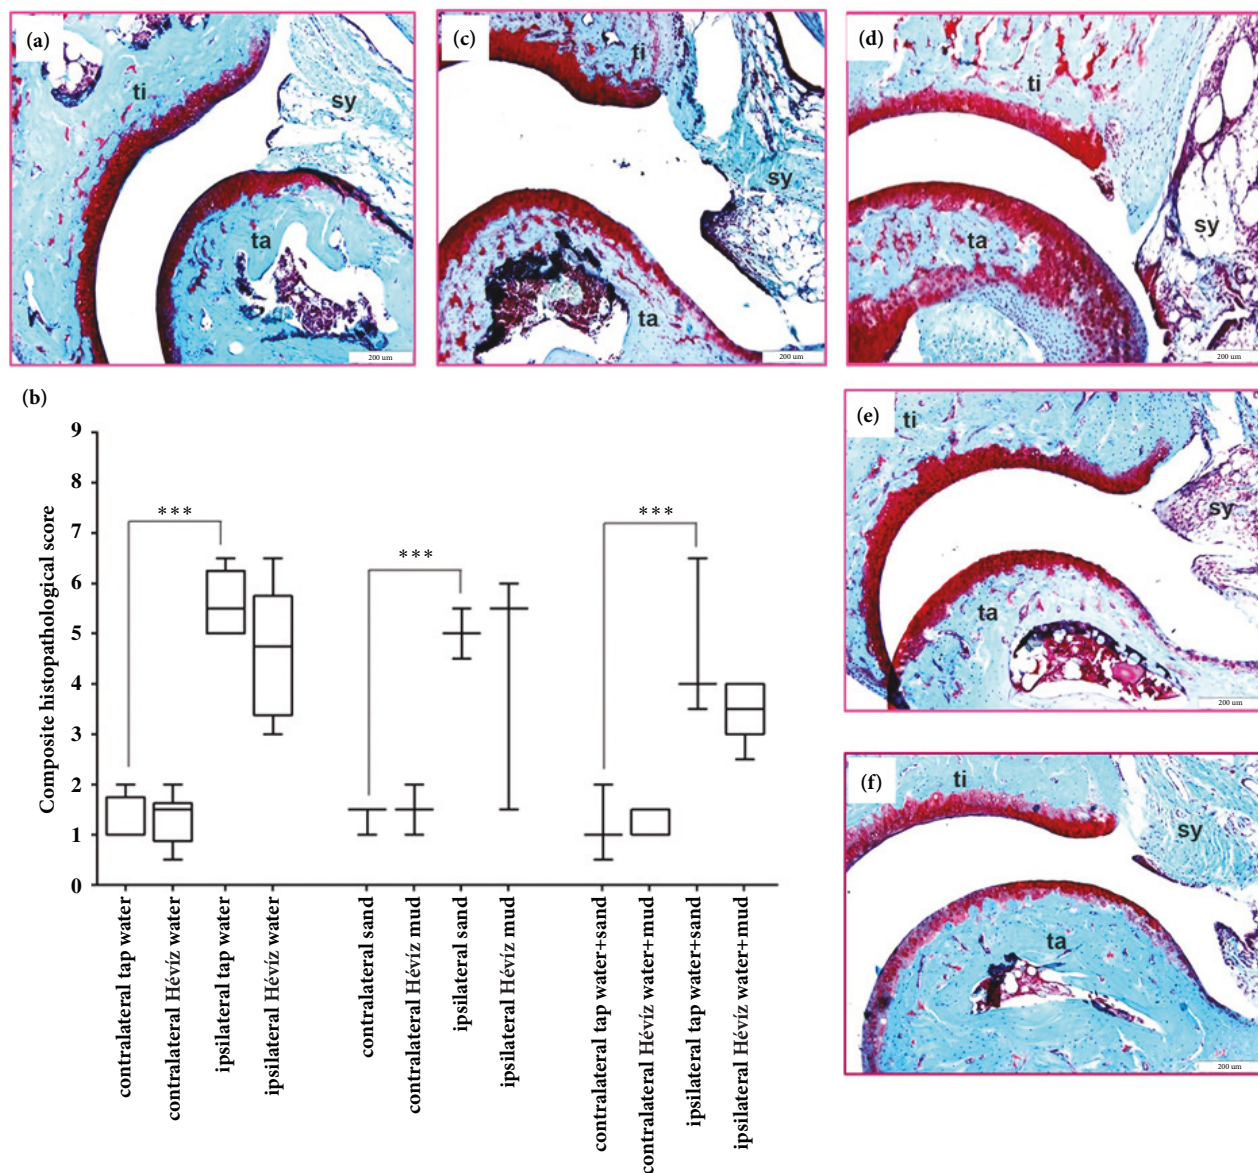 (a)
ti
sy
ta
200 um
(c)
fi
sy
ta
200 um
(d)
ti
ta
sy
200 um
(b)
Composite histopathological score
9
8
7
6
5
4
3
2
1
0
***
***
***
contralateral tap water
contralateral Hévíz water
ipsilateral tap water
ipsilateral Hévíz water
contralateral sand
contralateral Hévíz mud
ipsilateral sand
ipsilateral Hévíz mud
contralateral tap water+sand
contralateral Hévíz water+mud
ipsilateral tap water+sand
ipsilateral Hévíz water+mud
(e)
ti
sy
ta
200 um
(f)
ti
sy
ta
200 um